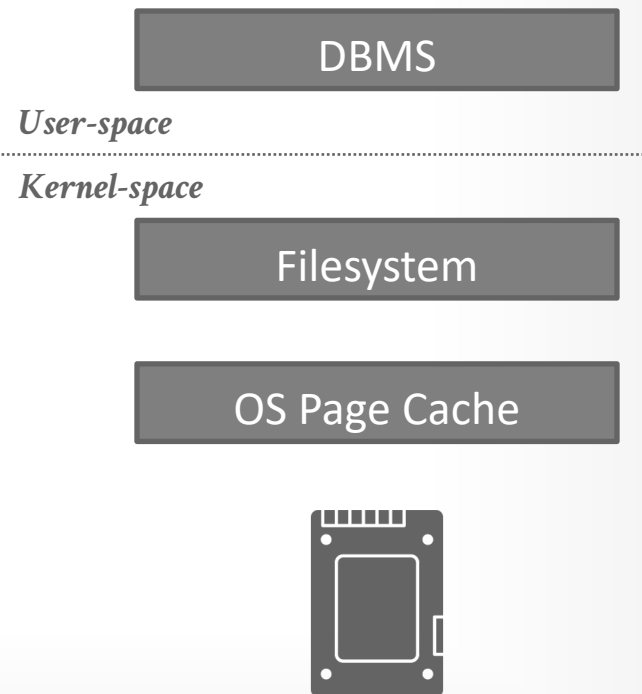 DBMS
User-space
Kernel-space
Filesystem
OS Page Cache